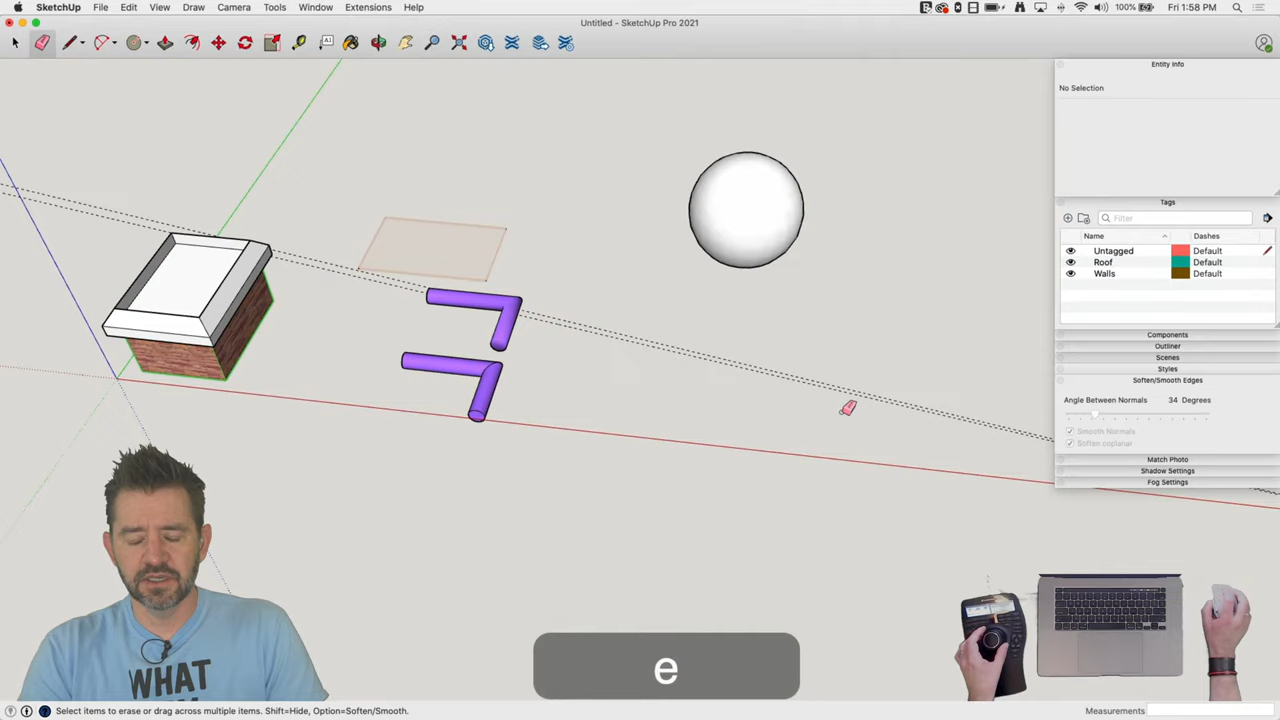 SketchUp File Edit View Draw Camera Tools Window Extensions Help
100% Fri 1:58 PM
Untitled - SketchUp Pro 2021
Entity Info
No Selection
Tags
Filter
Name Dashes
Untagged Default
Roof Default
Walls Default
Components
Outliner
Scenes
Styles
Soften/Smooth Edges
Angle Between Normals 34 Degrees
Smooth Normals
Soften coplanar
Match Photo
Shadow Settings
Fog Settings
WHAT
e
Select items to erase or drag across multiple items. Shift=Hide, Option=Soften/Smooth.
Measurements